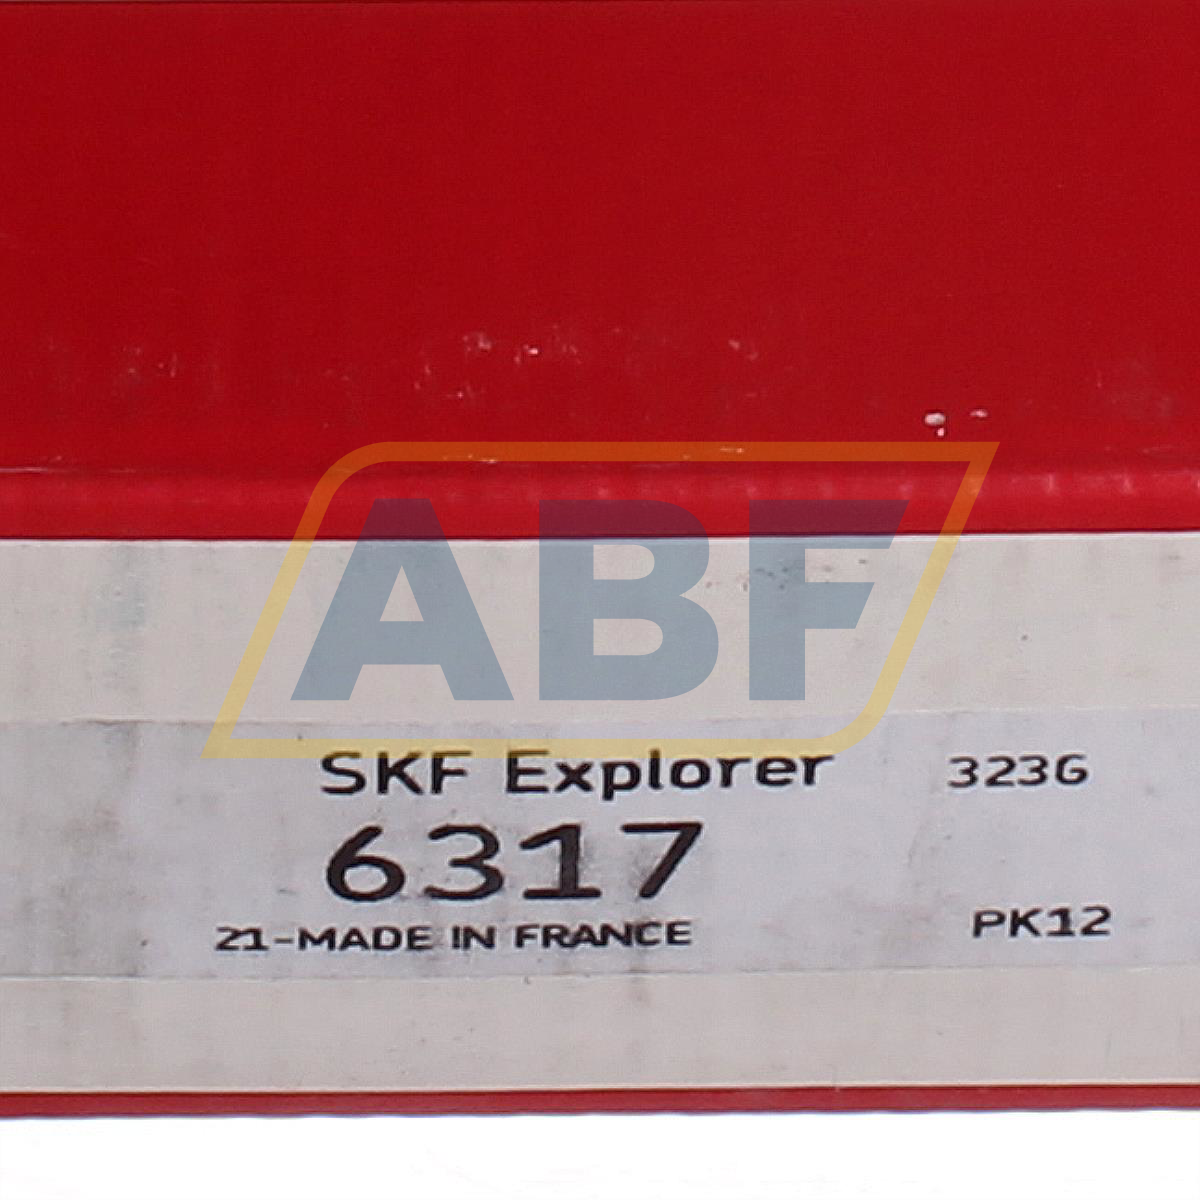 ABF
SKF Explorer 323G
6317
21-MADE IN FRANCE PK12